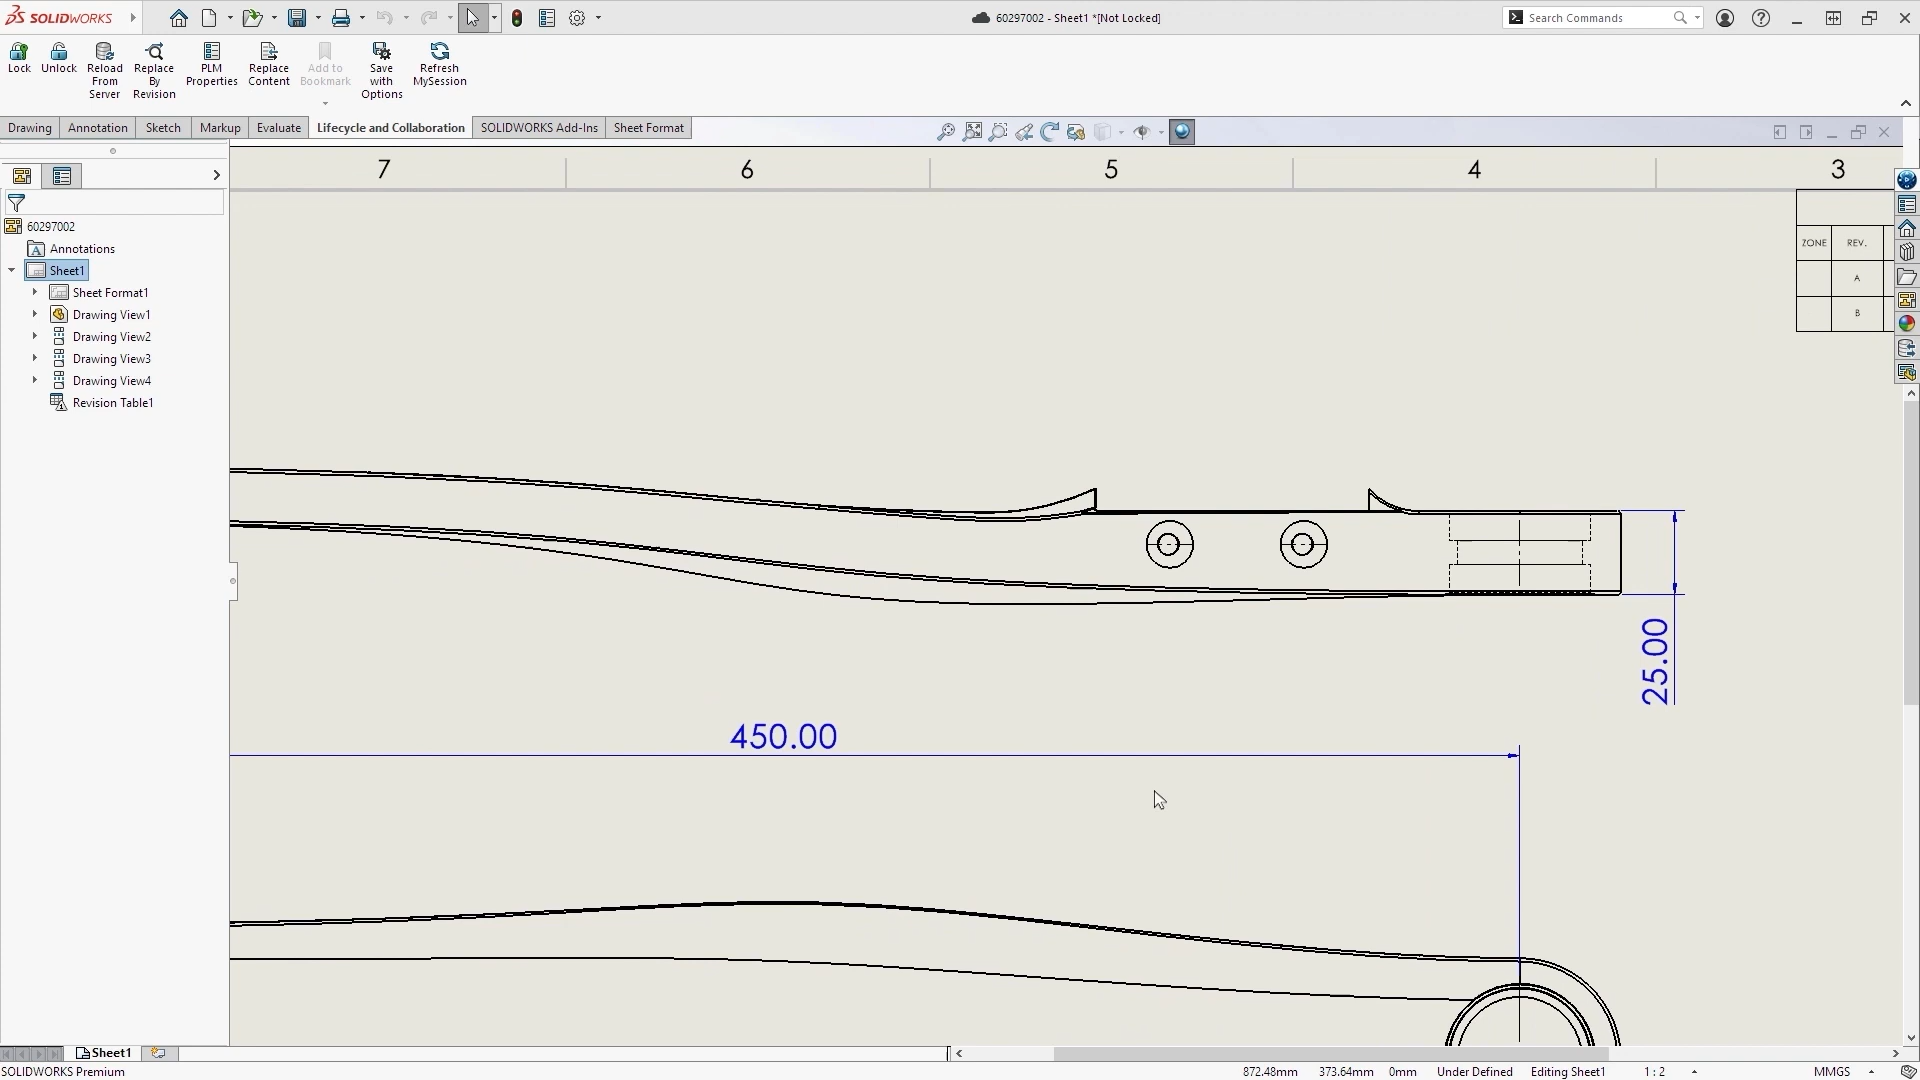 SOLIDWORKS
60297002 - Sheet1 *[Not Locked]
Search Commands
Lock
Unlock
Reload From Server
Replace By Revision
PLM Properties
Replace Content
Add to Bookmark
Save with Options
Refresh MySession
Drawing
Annotation
Sketch
Markup
Evaluate
Lifecycle and Collaboration
SOLIDWORKS Add-Ins
Sheet Format
7
6
5
4
3
60297002
Annotations
Sheet1
Sheet Format1
Drawing View1
Drawing View2
Drawing View3
Drawing View4
Revision Table1
ZONE
REV.
A
B
25.00
450.00
Sheet1
SOLIDWORKS Premium
872.48mm
373.64mm
0mm
Under Defined
Editing Sheet1
1 : 2
MMGS